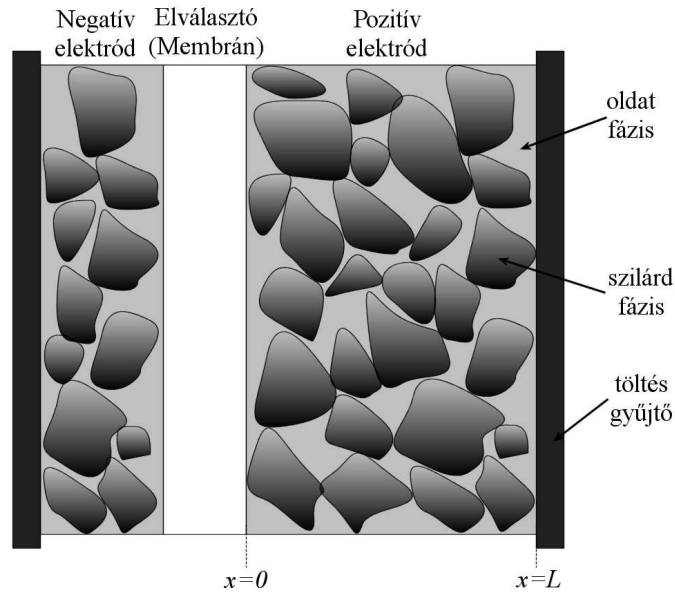 Negatív
elektród
Elválasztó
(Membrán)
Pozitív
elektród
oldat
fázis
szilárd
fázis
töltés
gyűjtő
x=0
x=L